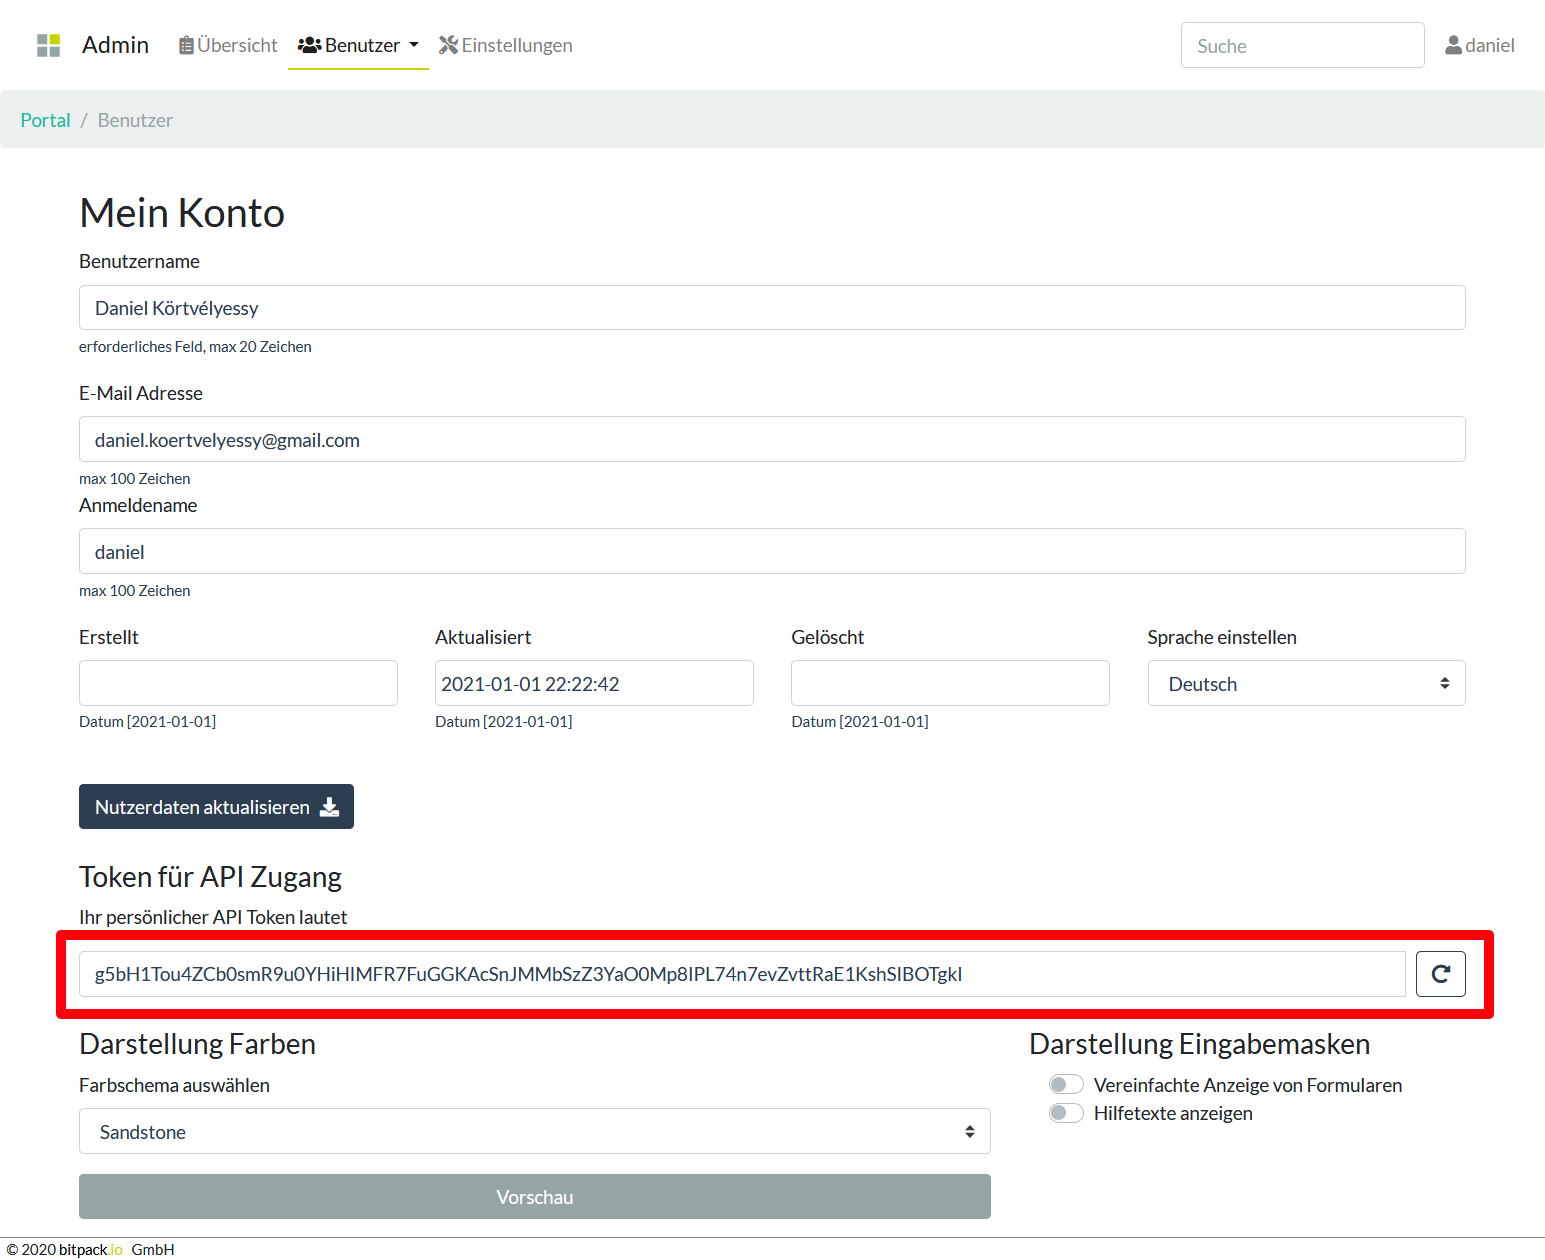 Admin Übersicht Benutzer Einstellungen Suche daniel
Portal / Benutzer
Mein Konto
Benutzername
Daniel Körtvélyessy
erforderliches Feld, max 20 Zeichen
E-Mail Adresse
daniel.koertvelyessy@gmail.com
max 100 Zeichen
Anmeldename
daniel
max 100 Zeichen
Erstellt Aktualisiert Gelöscht Sprache einstellen
2021-01-01 22:22:42 Deutsch
Datum [2021-01-01] Datum [2021-01-01] Datum [2021-01-01]
Nutzerdaten aktualisieren
Token für API Zugang
Ihr persönlicher API Token lautet
g5bH1Tou4ZCb0smR9u0YHiHIMFR7FuGGKAcSnJMMbSzZ3YaO0Mp8IPL74n7evZvttRaE1KshSIBOTgkI
Darstellung Farben Darstellung Eingabemasken
Farbschema auswählen Vereinfachte Anzeige von Formularen
Hilfetexte anzeigen
Sandstone
Vorschau
© 2020 bitpack.io GmbH